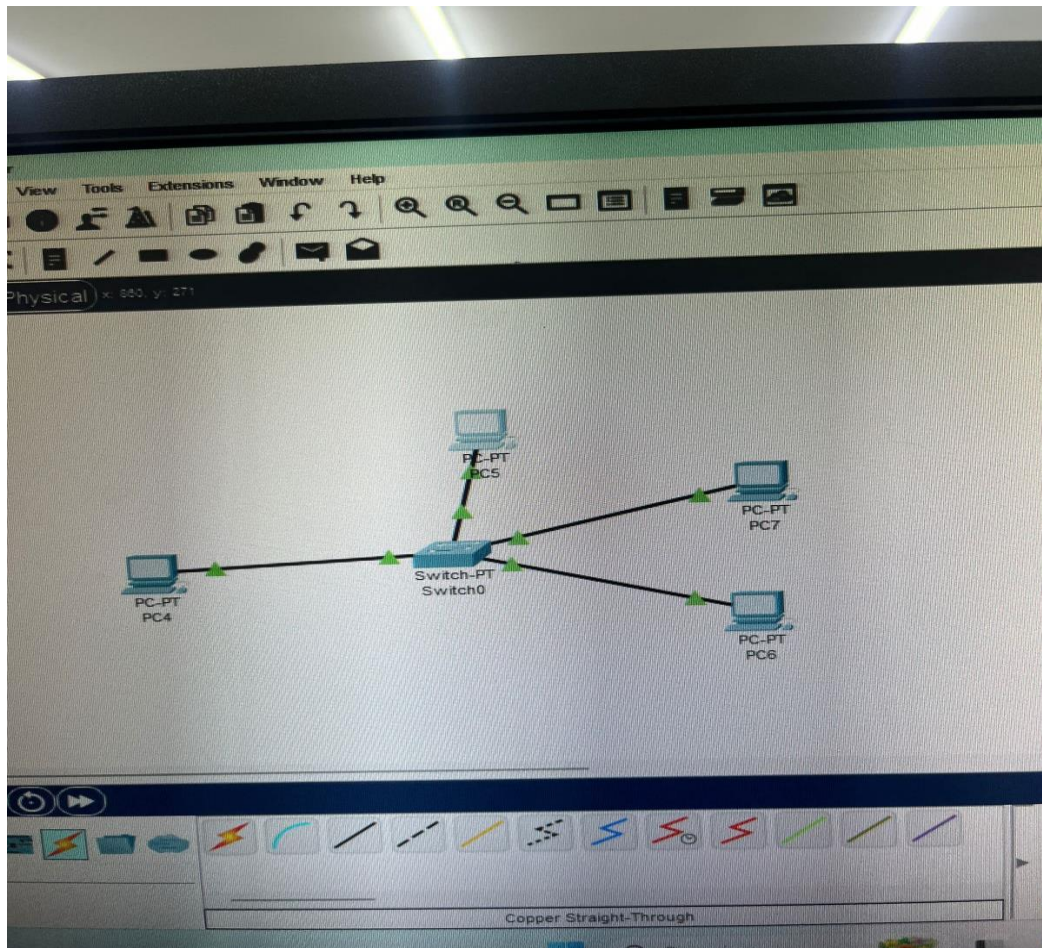 View Tools Extensions Window Help
Physical x: 860, y: 271
PC-PT
PC5
PC-PT
PC7
Switch-PT
Switch0
PC-PT
PC4
PC-PT
PC6
Copper Straight-Through